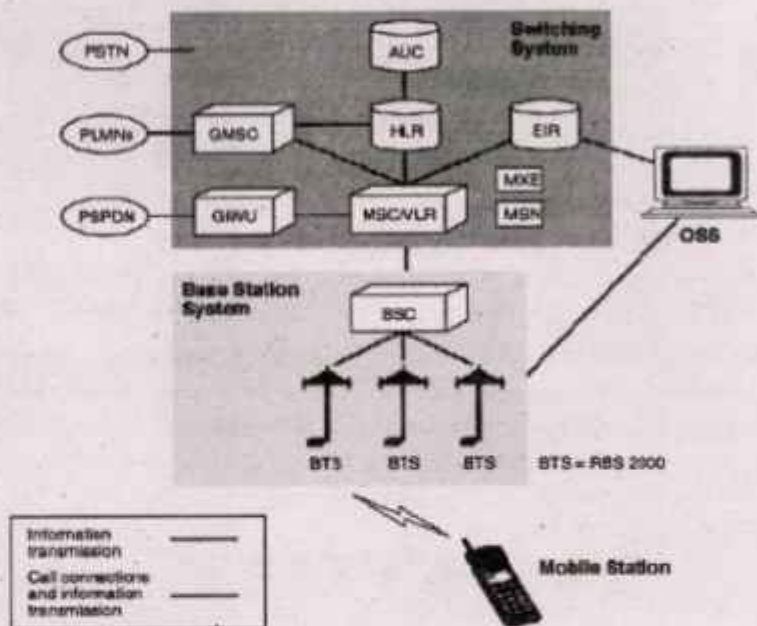 Switching
System
PSTN
AUC
PLMNs
GMSC
HLR
EIR
MXE
PSPDN
GIWU
MSC/VLR
MSN
OSS
Base Station
System
BSC
BTS
BTS
BTS
BTS = RBS 2000
Information
transmission
Call connections
and information
transmission
Mobile Station